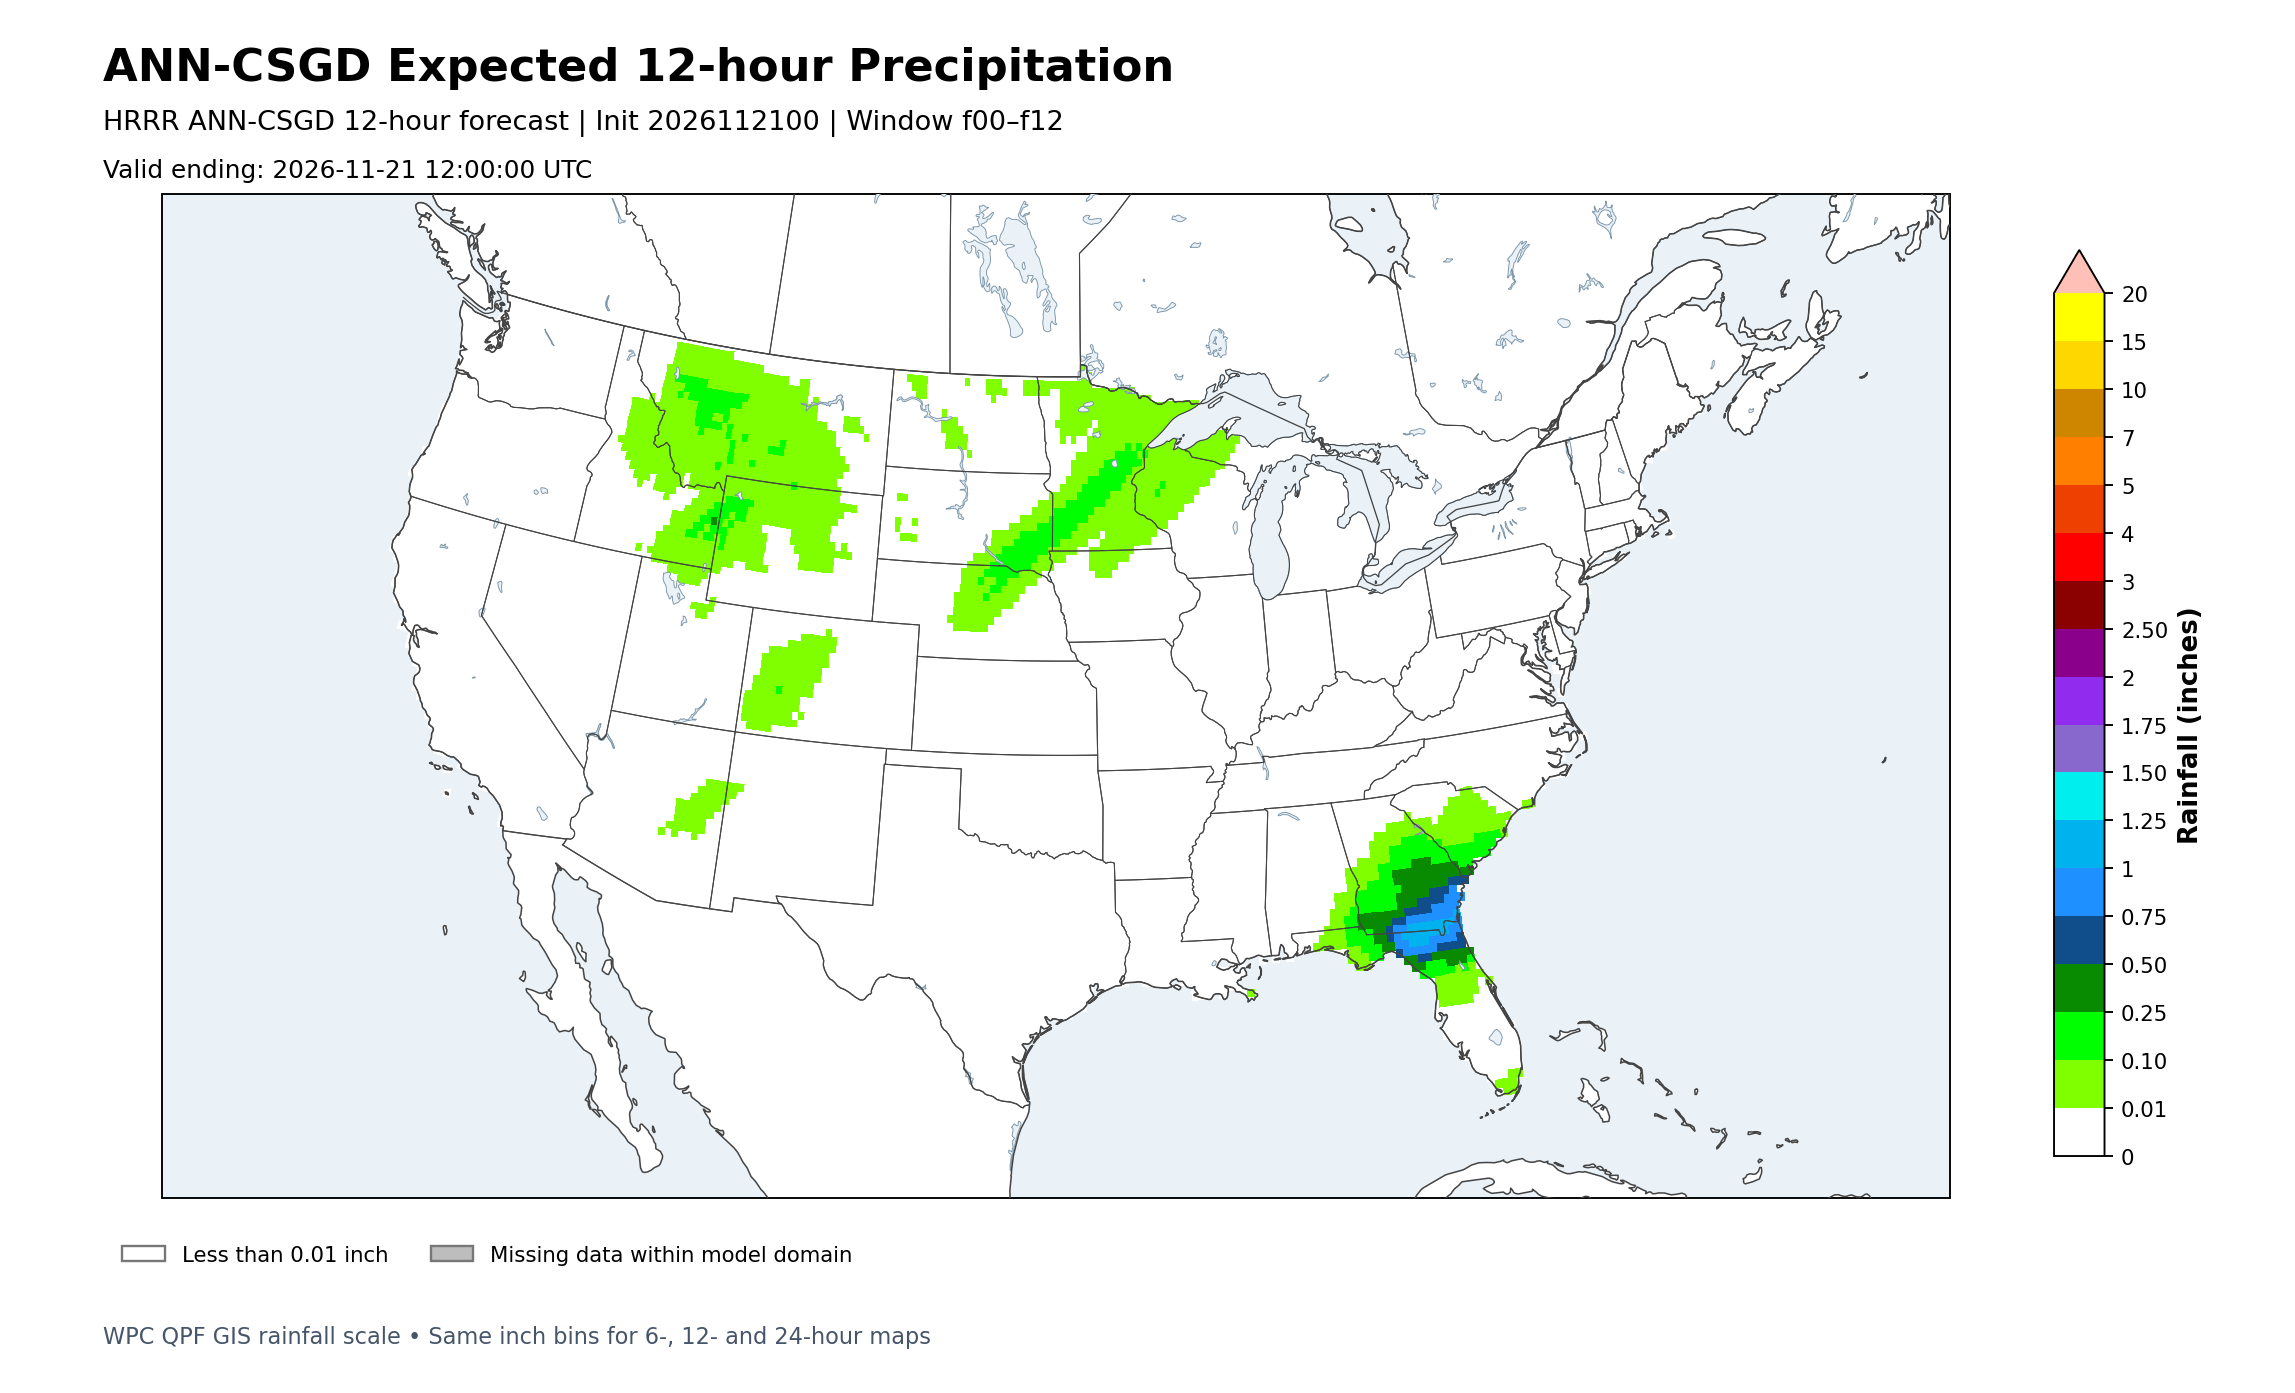 ANN-CSGD Expected 12-hour Precipitation
HRRR ANN-CSGD 12-hour forecast | Init 2026112100 | Window f00–f12
Valid ending: 2026-11-21 12:00:00 UTC
20
15
10
7
5
4
3
2.50
2
1.75
1.50
1.25
1
0.75
0.50
0.25
0.10
0.01
0
Rainfall (inches)
Less than 0.01 inch
Missing data within model domain
WPC QPF GIS rainfall scale • Same inch bins for 6-, 12- and 24-hour maps